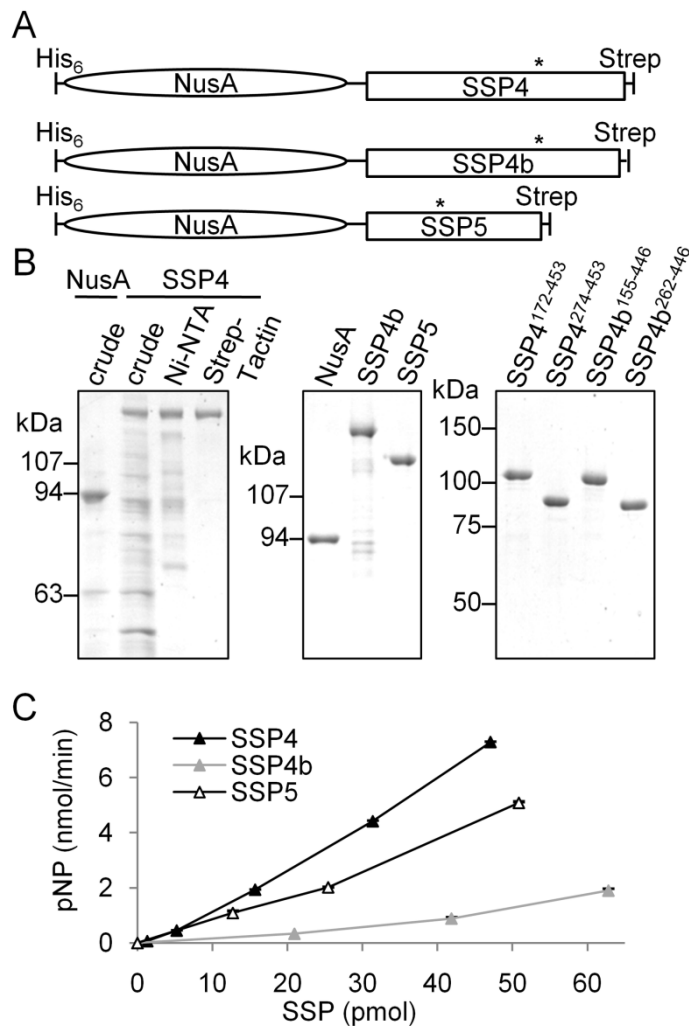 A
His6 NusA * SSP4 Strep
His6 NusA * SSP4b Strep
His6 NusA * SSP5 Strep
B
NusA SSP4
crude crude Ni-NTA Strep-Tactin
kDa
107
94
63
NusA SSP4b SSP5
kDa
107
94
SSP4172-453 SSP4274-453 SSP4b155-446 SSP4b262-446
kDa
150
100
75
50
C
SSP4
SSP4b
SSP5
pNP (nmol/min)
8
6
4
2
0
0 10 20 30 40 50 60
SSP (pmol)